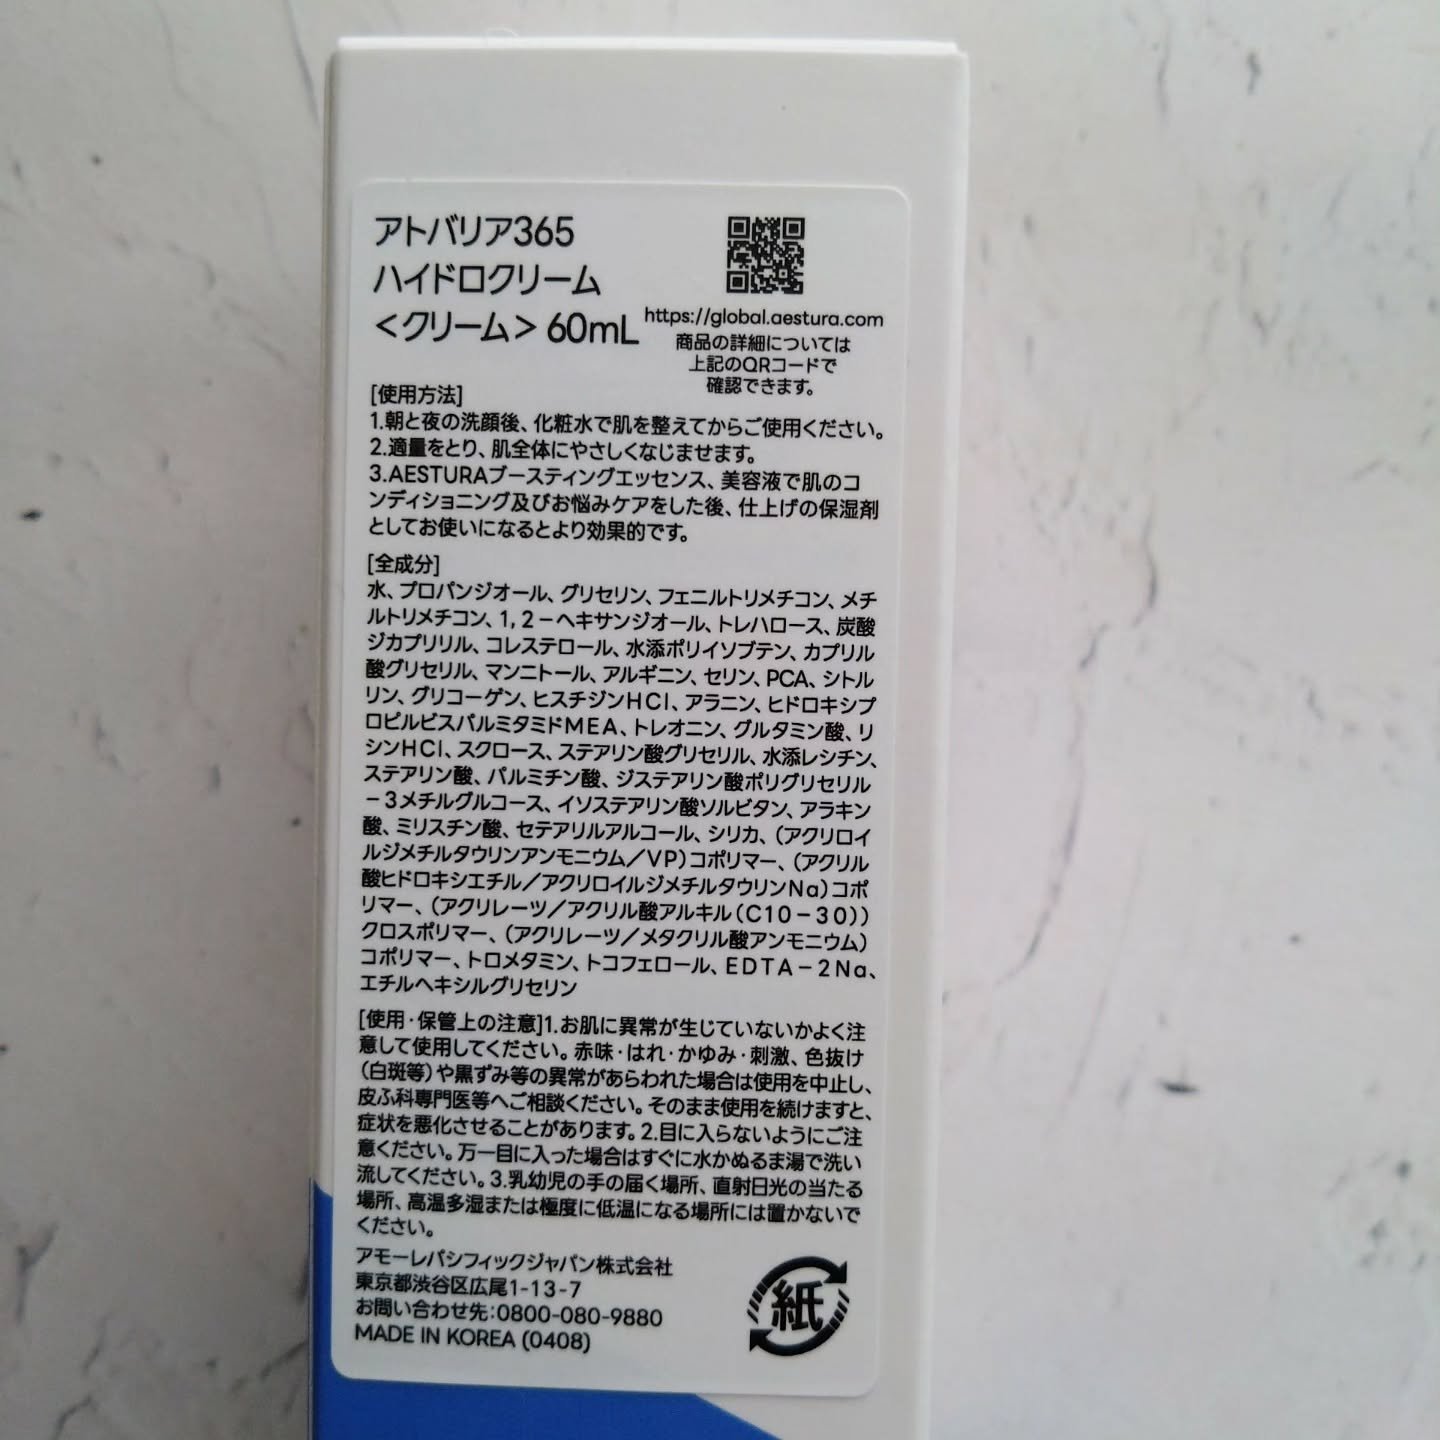 アトバリア365
ハイドロクリーム
＜クリーム＞ 60mL
https://global.aestura.com
商品の詳細については
上記のQRコードで
確認できます。
[使用方法]
1.朝と夜の洗顔後、化粧水で肌を整えてからご使用ください。
2.適量をとり、肌全体にやさしくなじませます。
3.AESTURAブースティングエッセンス、美容液で肌のコ
ンディショニング及びお悩みケアをした後、仕上げの保湿剤
としてお使いになるとより効果的です。
[全成分]
水、プロパンジオール、グリセリン、フェニルトリメチコン、メチ
ルトリメチコン、1，2－ヘキサンジオール、トレハロース、炭酸
ジカプリリル、コレステロール、水添ポリイソブテン、カプリル
酸グリセリル、マンニトール、アルギニン、セリン、PCA、シトル
リン、グリコーゲン、ヒスチジンHCl、アラニン、ヒドロキシプ
ロピルビスパルミタミドMEA、トレオニン、グルタミン酸、リ
シンHCl、スクロース、ステアリン酸グリセリル、水添レシチン、
ステアリン酸、パルミチン酸、ジステアリン酸ポリグリセリル
－3メチルグルコース、イソステアリン酸ソルビタン、アラキン
酸、ミリスチン酸、セテアリルアルコール、シリカ、（アクリロイ
ルジメチルタウリンアンモニウム／VP）コポリマー、（アクリル
酸ヒドロキシエチル／アクリロイルジメチルタウリンNa）コポ
リマー、（アクリレーツ／アクリル酸アルキル（C10－30））
クロスポリマー、（アクリレーツ／メタクリル酸アンモニウム）
コポリマー、トロメタミン、トコフェロール、EDTA－2Na、
エチルヘキシルグリセリン
[使用・保管上の注意]1.お肌に異常が生じていないかよく注
意して使用してください。赤味・はれ・かゆみ・刺激、色抜け
（白斑等）や黒ずみ等の異常があらわれた場合は使用を中止し、
皮ふ科専門医等へご相談ください。そのまま使用を続けますと、
症状を悪化させることがあります。2.目に入らないようにご注
意ください。万一目に入った場合はすぐに水かぬるま湯で洗い
流してください。3.乳幼児の手の届く場所、直射日光の当たる
場所、高温多湿または極度に低温になる場所には置かないで
ください。
アモーレパシフィックジャパン株式会社
東京都渋谷区広尾1-13-7
お問い合わせ先:0800-080-9880
MADE IN KOREA (0408)
紙